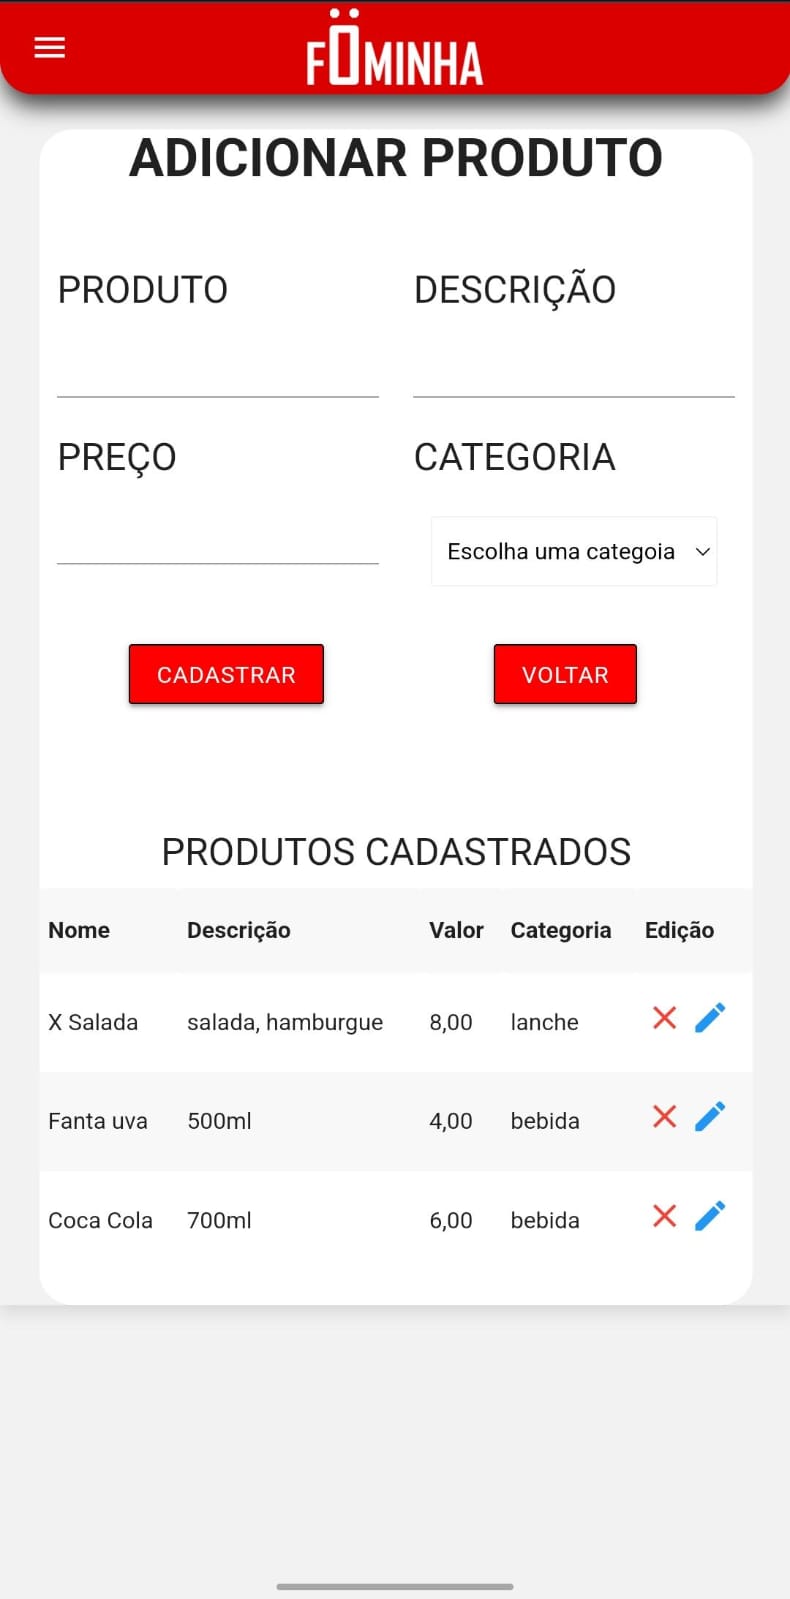 FÖMINHA
ADICIONAR PRODUTO
PRODUTO DESCRIÇÃO
PREÇO CATEGORIA
Escolha uma categoia
CADASTRAR VOLTAR
PRODUTOS CADASTRADOS
Nome Descrição Valor Categoria Edição
X Salada salada, hamburgue 8,00 lanche
Fanta uva 500ml 4,00 bebida
Coca Cola 700ml 6,00 bebida